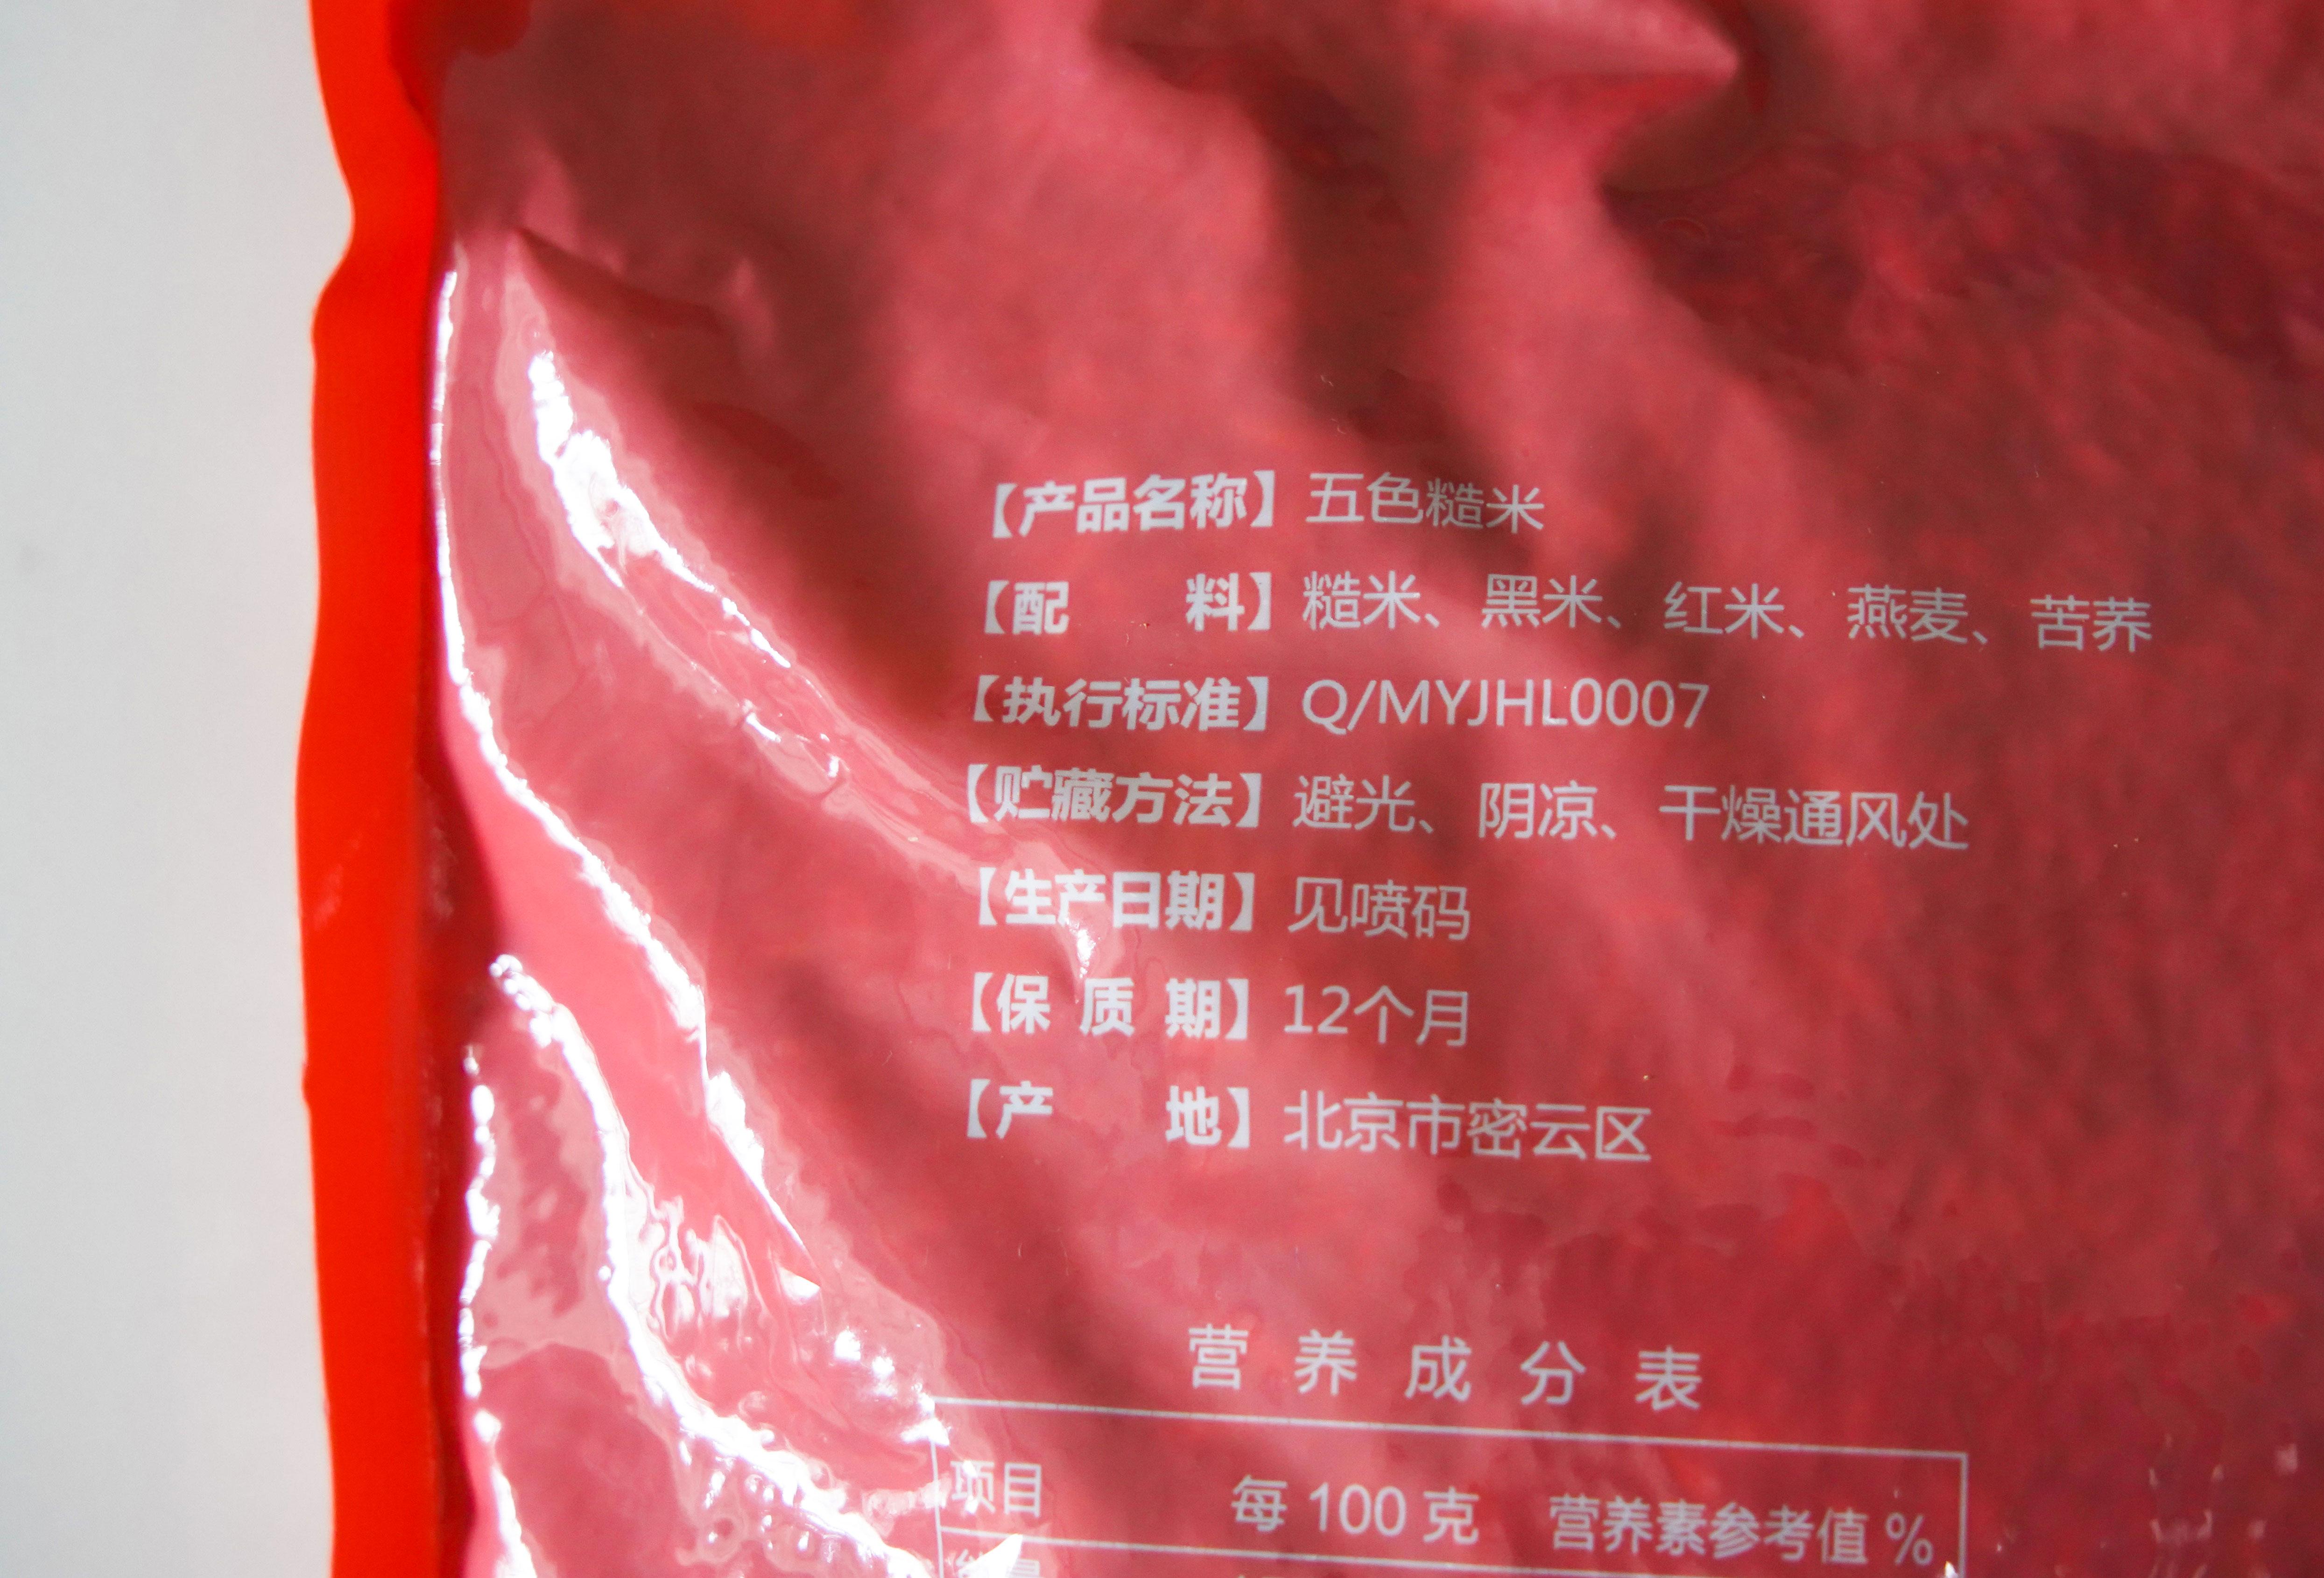 【产品名称】五色糙米
【配 料】糙米、黑米、红米、燕麦、苦荞
【执行标准】Q/MYJHL0007
【贮藏方法】避光、阴凉、干燥通风处
【生产日期】见喷码
【保 质 期】12个月
【产 地】北京市密云区
营 养 成 分 表
项目 每 100 克 营养素参考值 %